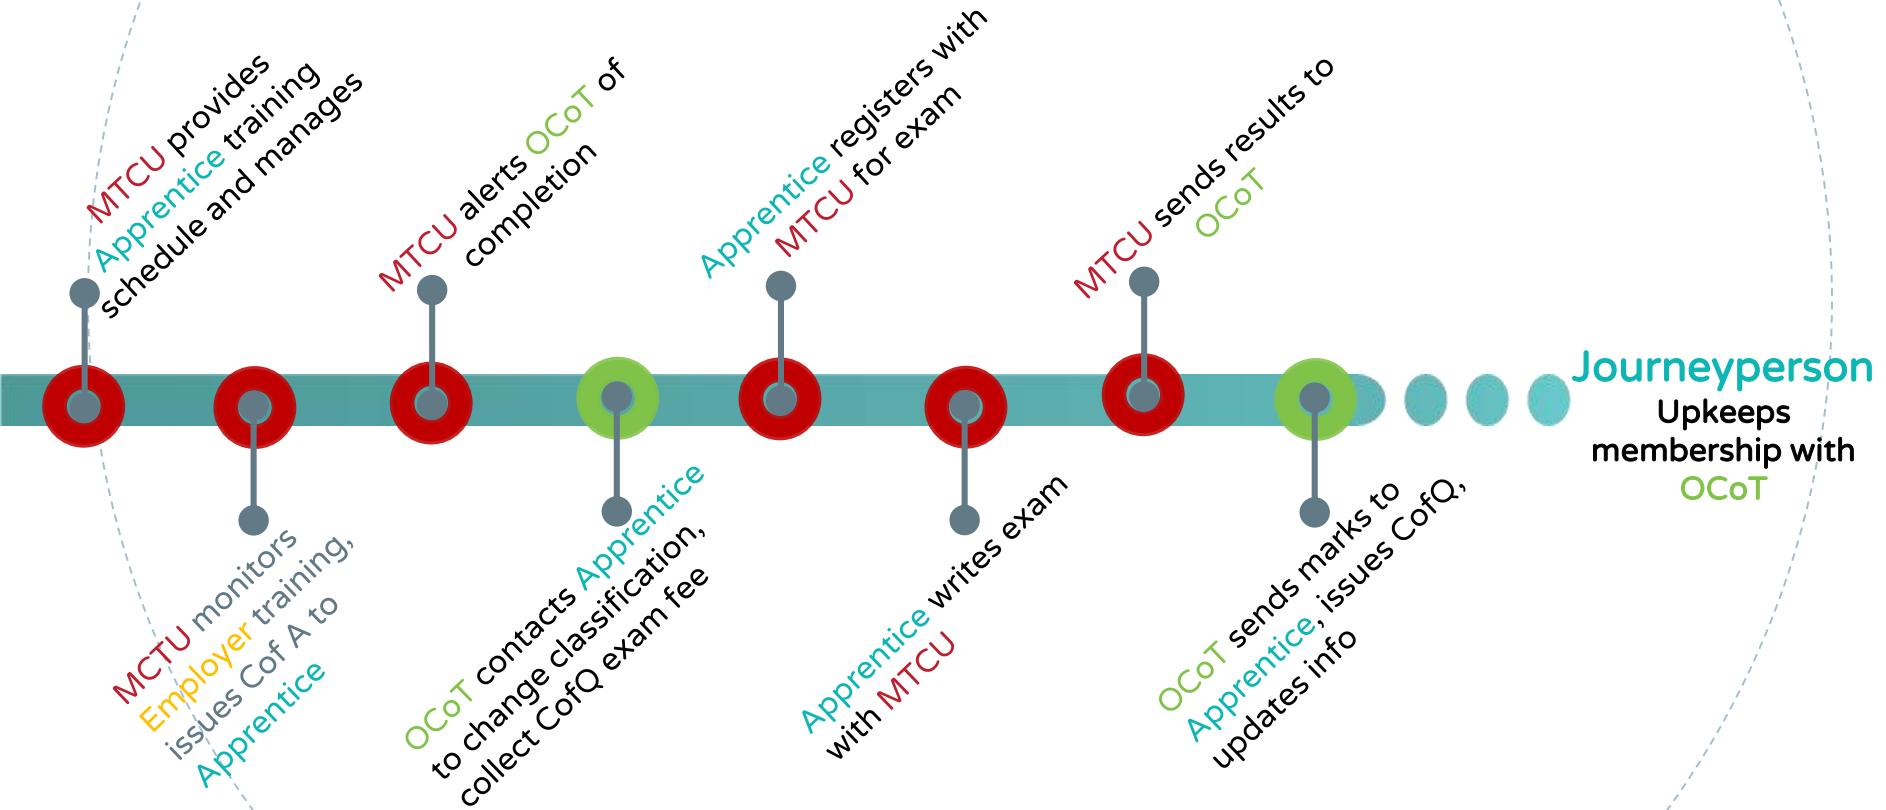 MTCU provides
Apprentice training
schedule and manages
MCTU monitors
Employer training,
issues Cof A to
Apprentice
MTCU alerts OCoT of
completion
OCoT contacts Apprentice
to change classification,
collect CofQ exam fee
Apprentice registers with
MTCU for exam
Apprentice writes exam
with MTCU
MTCU sends results to
OCoT
OCoT sends marks to
Apprentice, issues CofQ,
updates info
Journeyperson
Upkeeps
membership with
OCoT